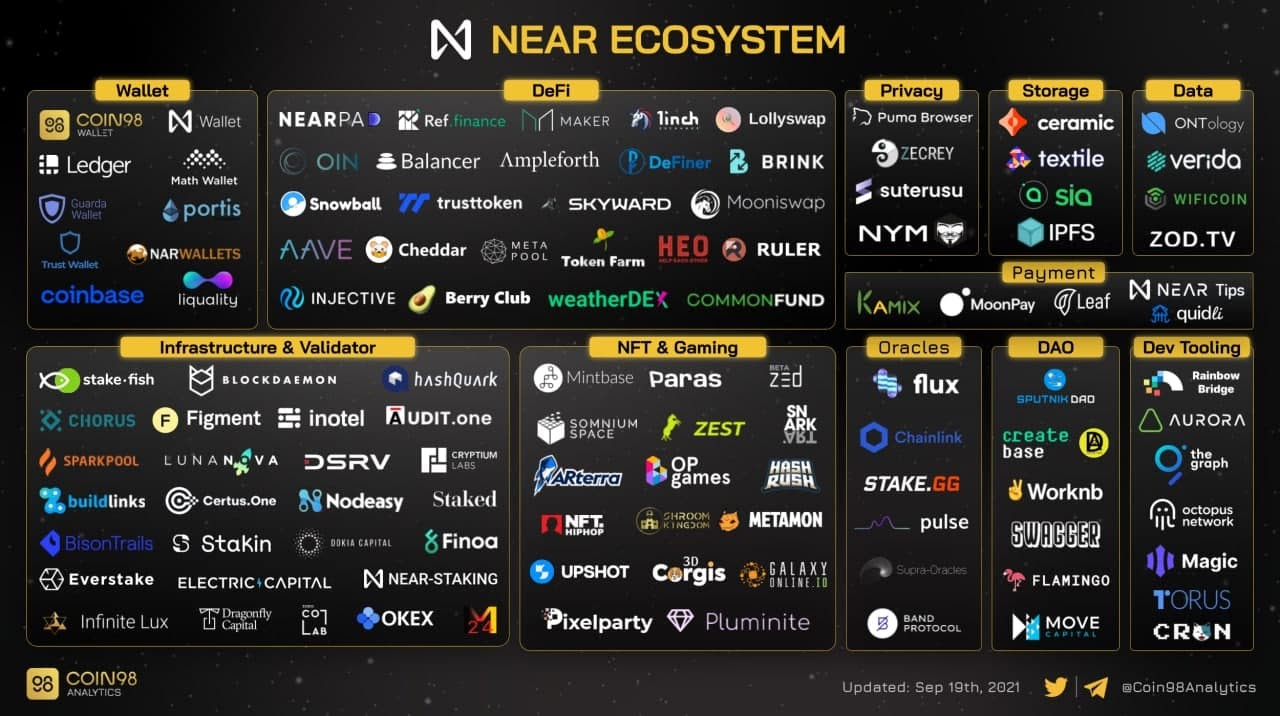 NEAR ECOSYSTEM
Wallet
98 COIN98 WALLET
Wallet
Ledger
Math Wallet
Guarda Wallet
portis
Trust Wallet
NARWALLETS
coinbase
liquality
DeFi
NEARPAD
Ref.finance
MAKER
1inch EXCHANGE
Lollyswap
OIN
Balancer
Ampleforth
DeFiner
BRINK
Snowball
trusttoken
SKYWARD
Mooniswap
AAVE
Cheddar
META POOL
Token Farm
HEO
HELP EACH OTHER
RULER
INJECTIVE
Berry Club
weatherDEX
COMMONFUND
Privacy
Puma Browser
ZECREY
suterusu
NYM
Storage
ceramic
textile
sia
IPFS
Data
ONTology
verida
WIFICOIN
ZOD.TV
Payment
KAMIX
MoonPay
Leaf
NEAR Tips
quidli
Infrastructure & Validator
stake·fish
BLOCKDAEMON
hashQuark
CHORUS
Figment
inotel
AUDIT.one
SPARKPOOL
LUNANOVA
DSRV
CRYPTIUM LABS
buildlinks
Certus.One
Nodeasy
Staked
BisonTrails
Stakin
DOKIA CAPITAL
Finoa
Everstake
ELECTRIC CAPITAL
NEAR-STAKING
Infinite Lux
Dragonfly Capital
COLAB
OKEX
M24
NFT & Gaming
Mintbase
Paras
BETA
zed
SOMNIUM SPACE
ZEST
SNARK ART
ARterra
OP games
HASH RUSH
NFT. HIPHOP
SHROOM KINGDOM
METAMON
UPSHOT
3D Corgis
GALAXY ONLINE.IO
Pixelparty
Pluminite
Oracles
flux
Chainlink
STAKE.GG
pulse
Supra-Oracles
BAND PROTOCOL
DAO
SPUTNIK DAO
create base
Worknb
SWAGGER
FLAMINGO
MOVE CAPITAL
Dev Tooling
Rainbow Bridge
AURORA
the graph
octopus network
Magic
TORUS
CRON
98 COIN98 ANALYTICS
Updated: Sep 19th, 2021
@Coin98Analytics